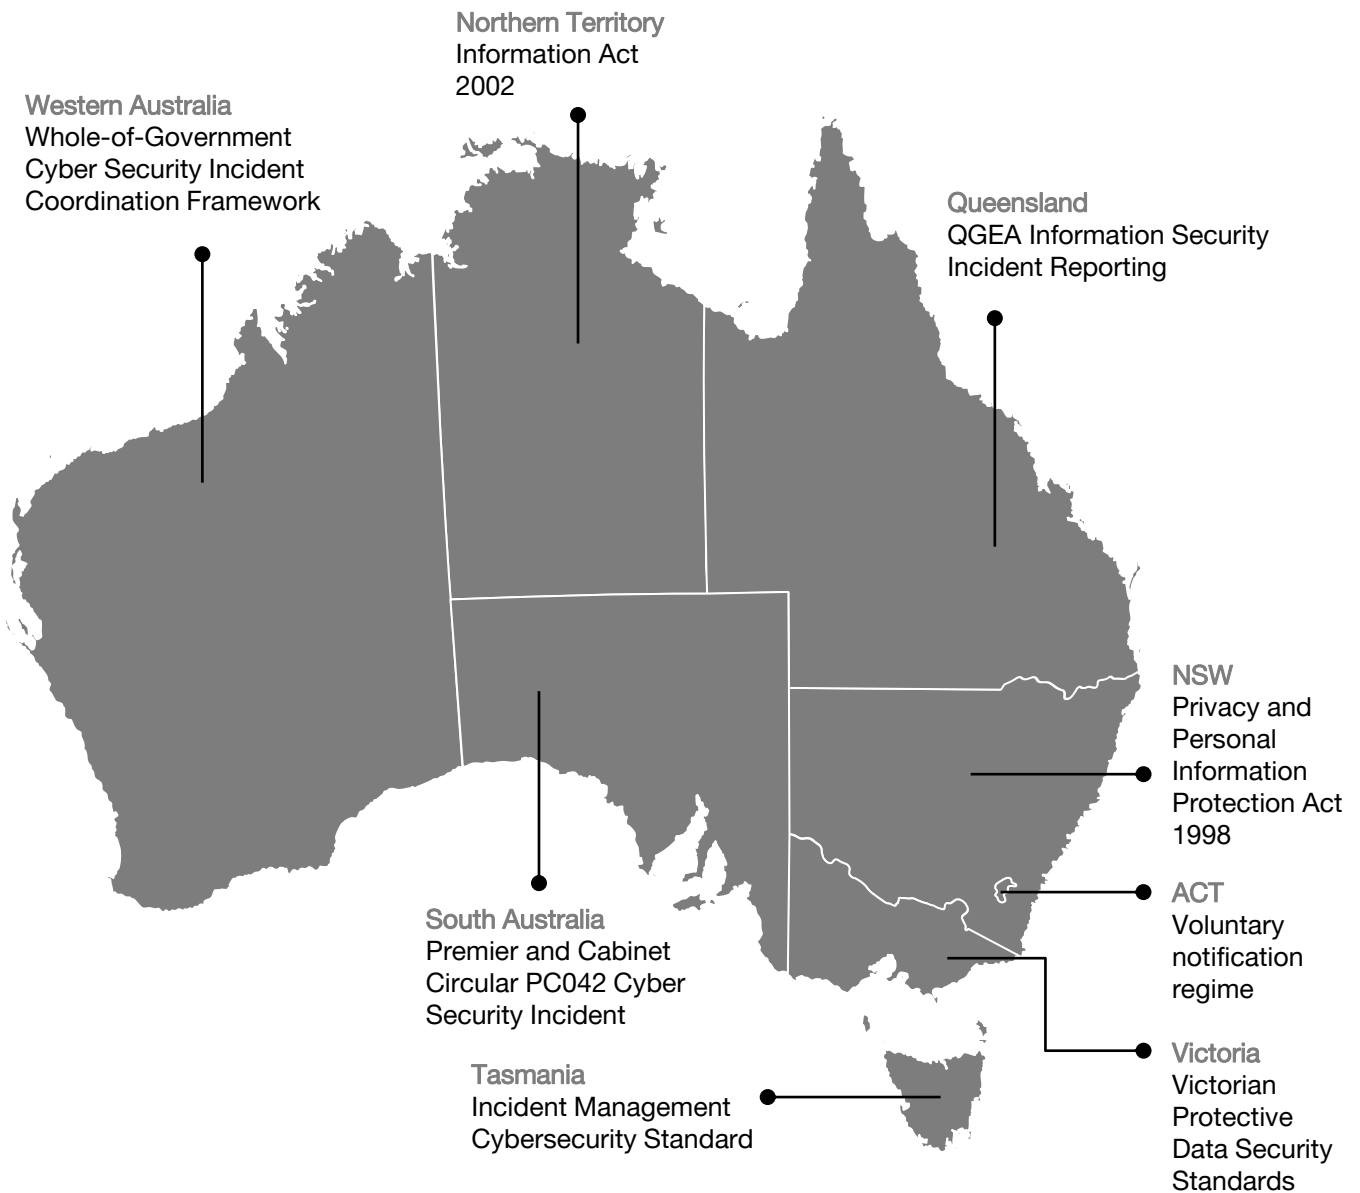 Northern Territory
Information Act
2002
Western Australia
Whole-of-Government
Cyber Security Incident
Coordination Framework
Queensland
QGEA Information Security
Incident Reporting
NSW
Privacy and
Personal
Information
Protection Act
1998
ACT
Voluntary
notification
regime
South Australia
Premier and Cabinet
Circular PC042 Cyber
Security Incident
Victoria
Victorian
Protective
Data Security
Standards
Tasmania
Incident Management
Cybersecurity Standard